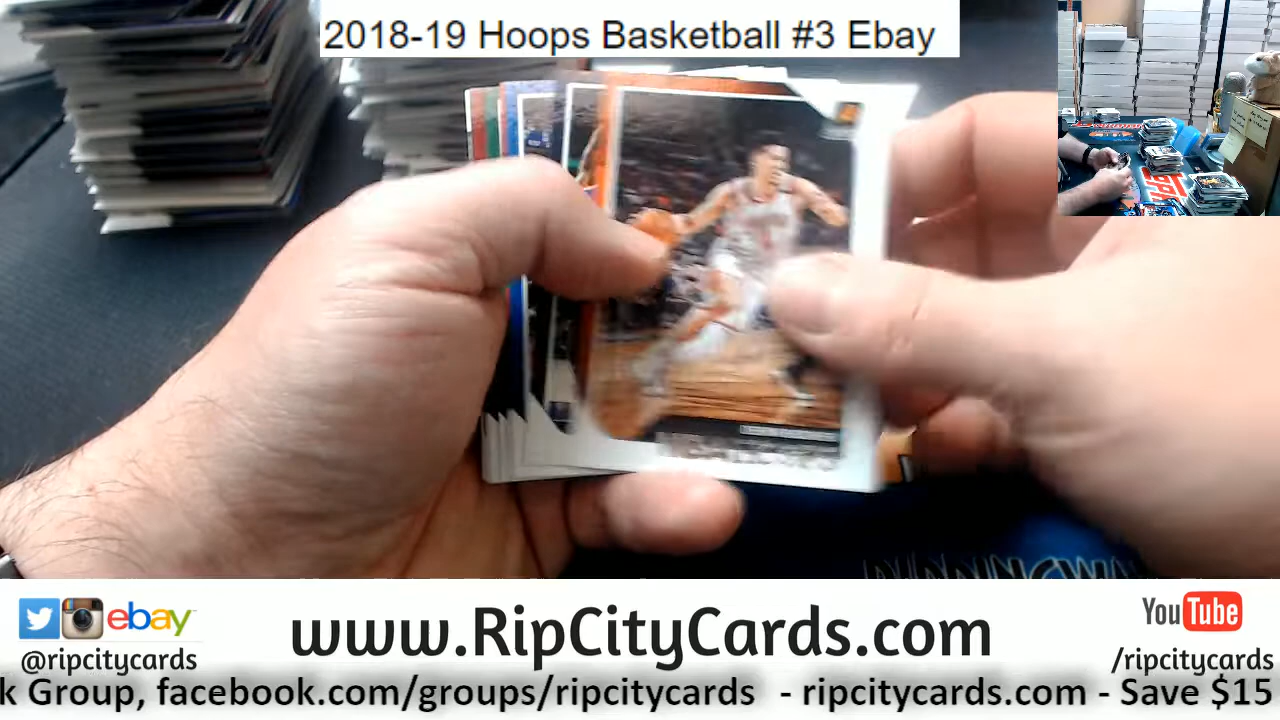 2018-19 Hoops Basketball #3 Ebay
ebay
www.RipCityCards.com
YouTube
@ripcitycards
/ripcitycards
k Group, facebook.com/groups/ripcitycards - ripcitycards.com - Save $15